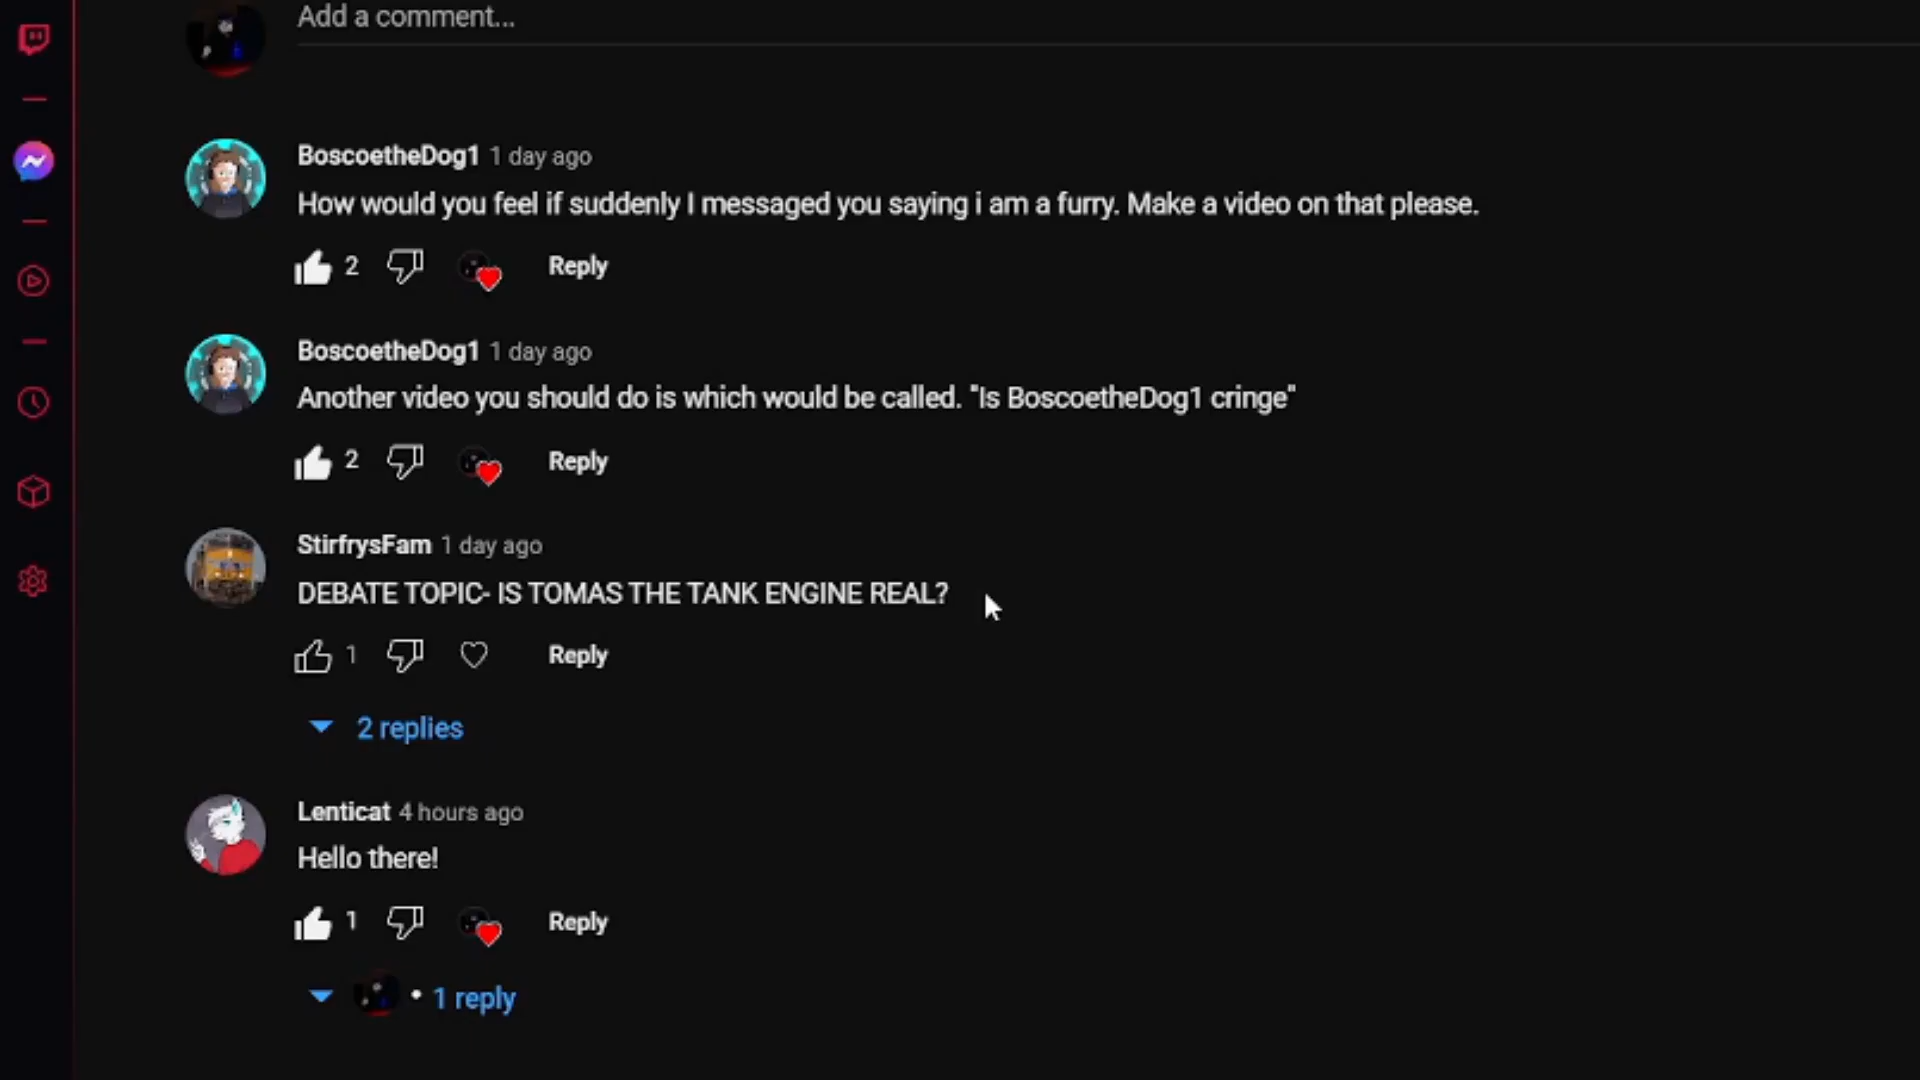 Add a comment...
BoscoetheDog1 1 day ago
How would you feel if suddenly I messaged you saying i am a furry. Make a video on that please.
2 Reply
BoscoetheDog1 1 day ago
Another video you should do is which would be called. "Is BoscoetheDog1 cringe"
2 Reply
StirfrysFam 1 day ago
DEBATE TOPIC- IS TOMAS THE TANK ENGINE REAL?
1 Reply
2 replies
Lenticat 4 hours ago
Hello there!
1 Reply
• 1 reply